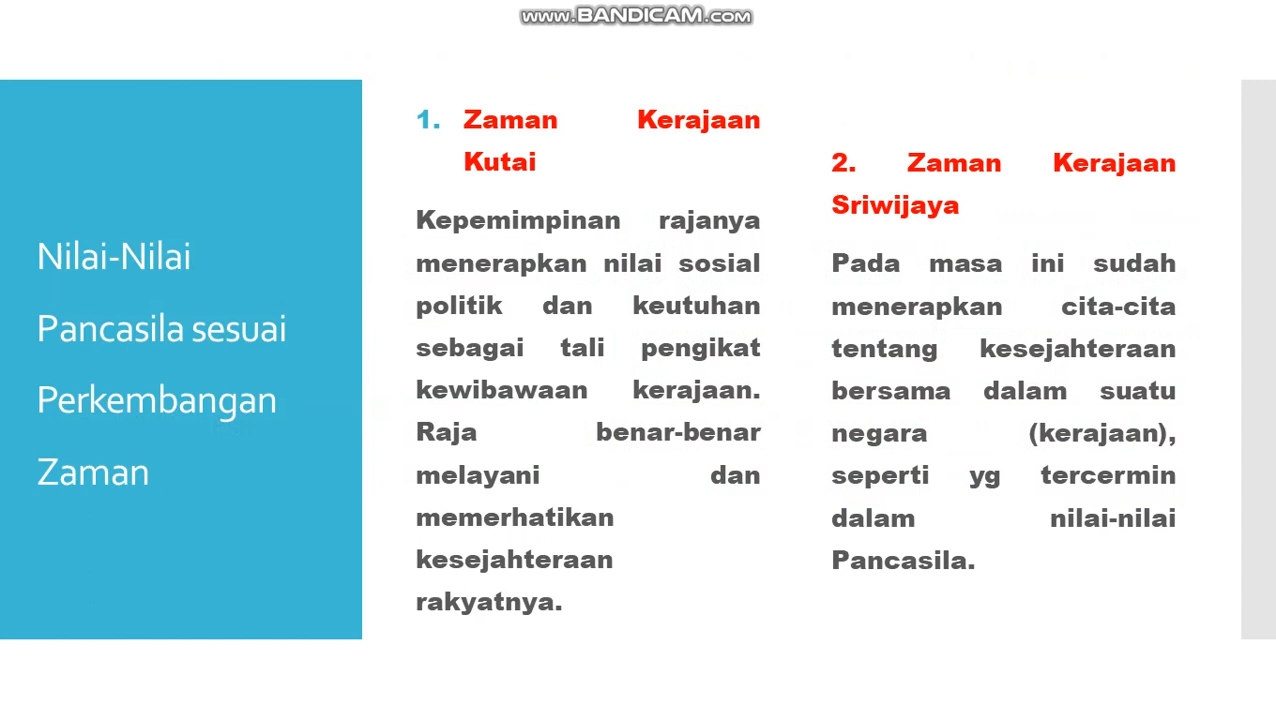 www.BANDICAM.com
Nilai-Nilai
Pancasila sesuai
Perkembangan
Zaman
1. Zaman Kerajaan
Kutai
Kepemimpinan rajanya
menerapkan nilai sosial
politik dan keutuhan
sebagai tali pengikat
kewibawaan kerajaan.
Raja benar-benar
melayani dan
memerhatikan
kesejahteraan
rakyatnya.
2. Zaman Kerajaan
Sriwijaya
Pada masa ini sudah
menerapkan cita-cita
tentang kesejahteraan
bersama dalam suatu
negara (kerajaan),
seperti yg tercermin
dalam nilai-nilai
Pancasila.